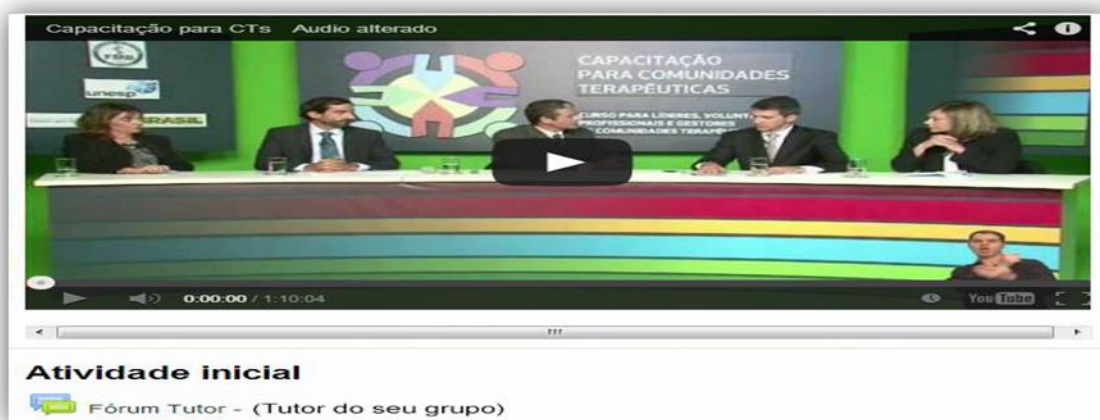 Capacitação para CTs Audio alterado
FMB
unesp
BRASIL
CAPACITAÇÃO
PARA COMUNIDADES
TERAPÊUTICAS
CURSO PARA LÍDERES, VOLUNT
PROFISSIONAIS E GESTORES
COMUNIDADES TERAPÊ
0:00:00 / 1:10:04
YouTube
Atividade inicial
Fórum Tutor - (Tutor do seu grupo)